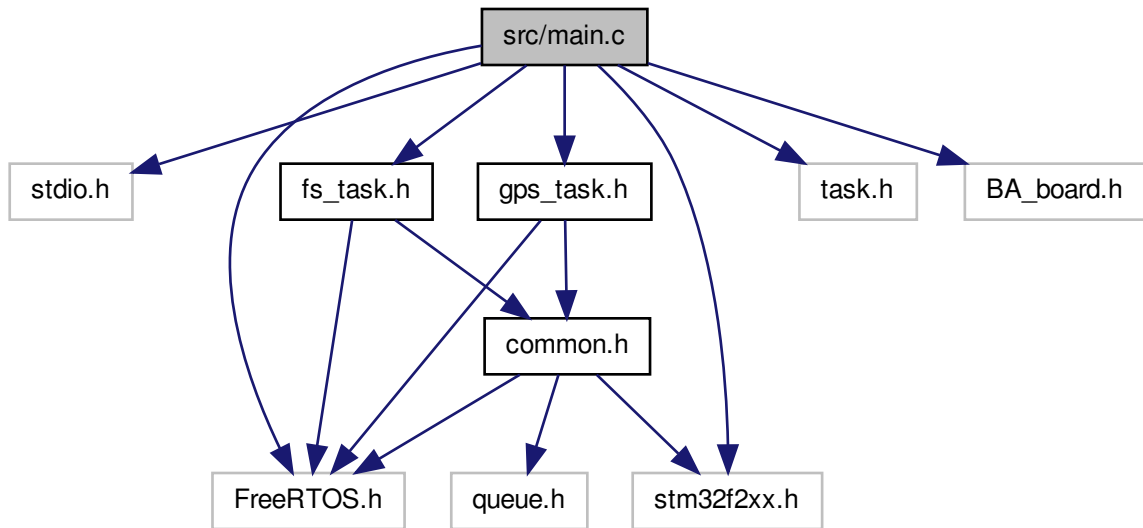 src/main.c
stdio.h
fs_task.h
gps_task.h
task.h
BA_board.h
common.h
FreeRTOS.h
queue.h
stm32f2xx.h